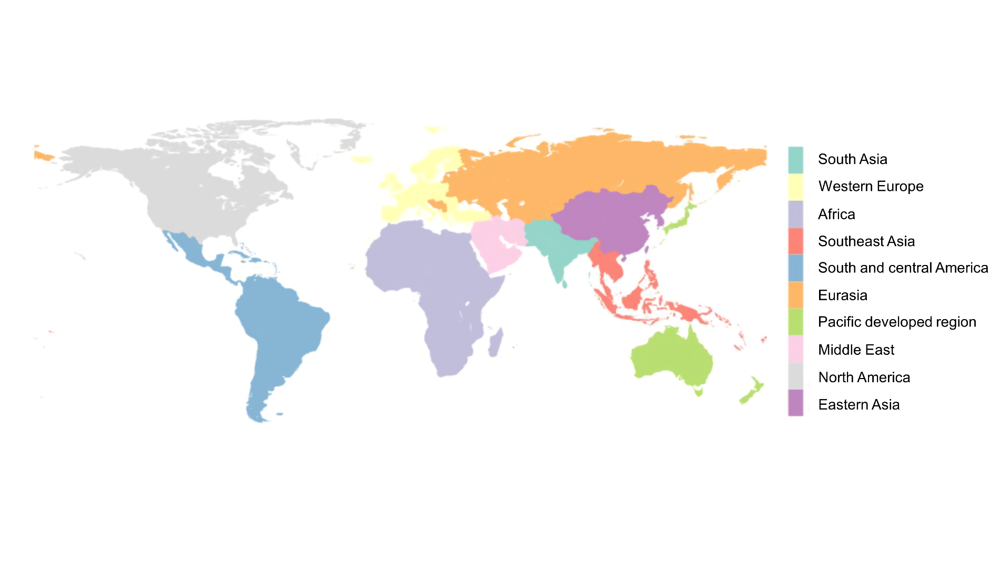 South Asia
Western Europe
Africa
Southeast Asia
South and central America
Eurasia
Pacific developed region
Middle East
North America
Eastern Asia